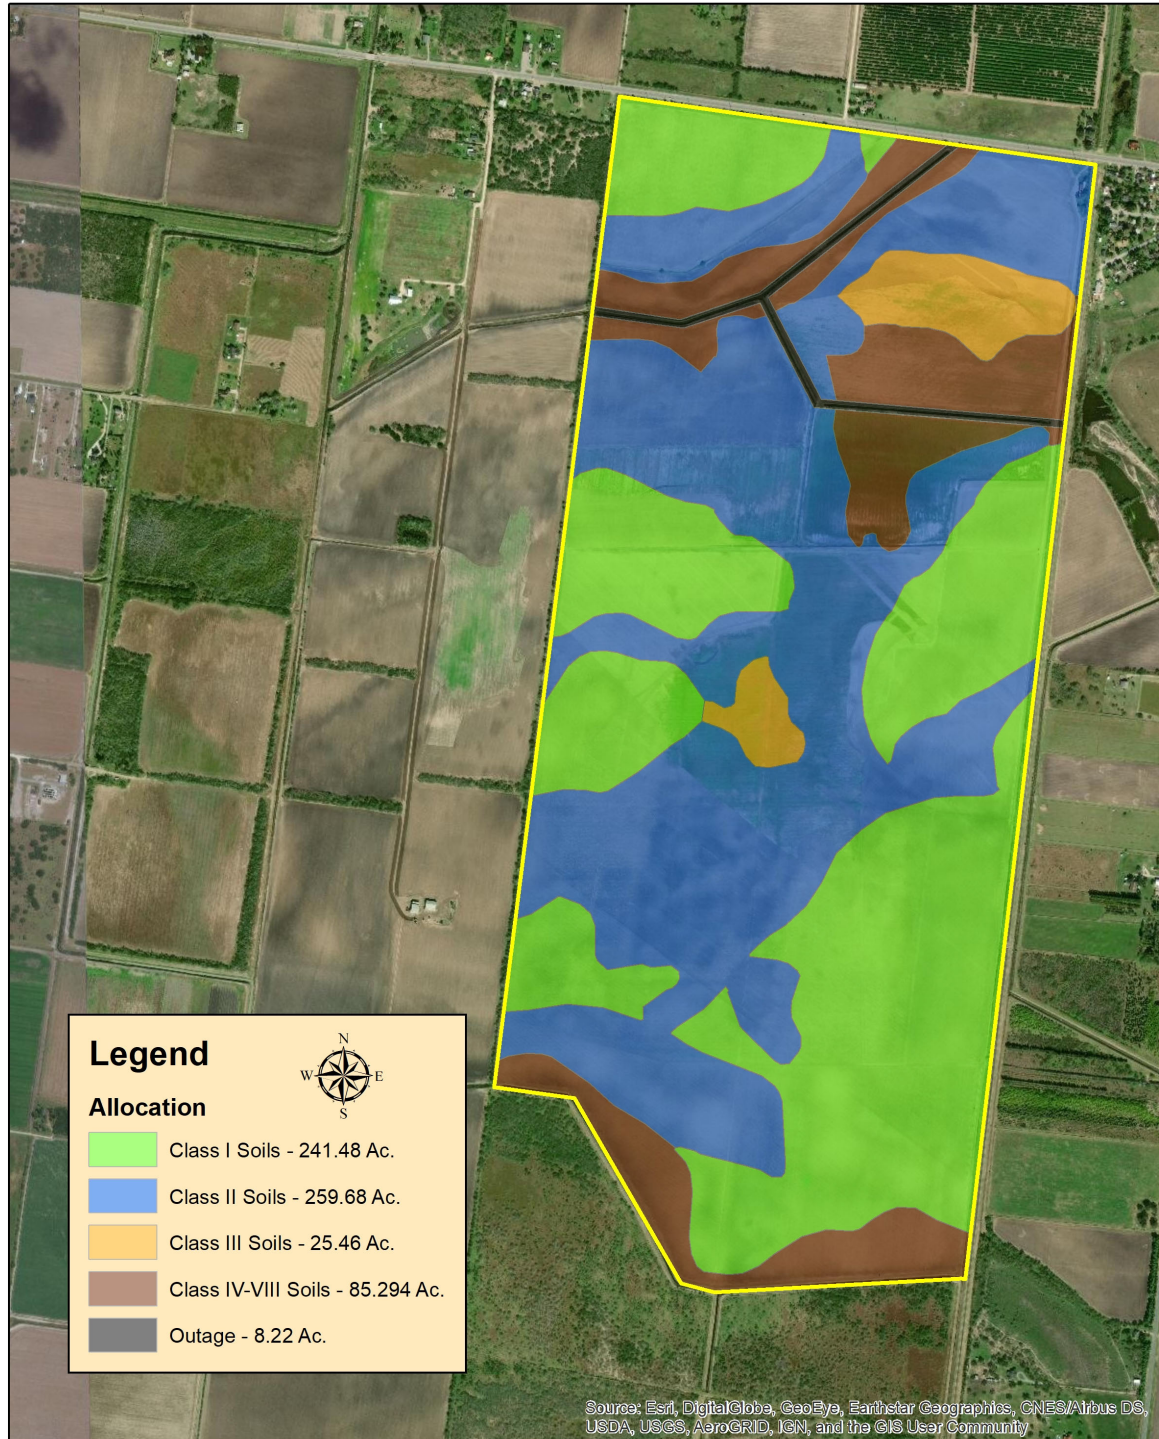 Legend
N
W E
S
Allocation
Class I Soils - 241.48 Ac.
Class II Soils - 259.68 Ac.
Class III Soils - 25.46 Ac.
Class IV-VIII Soils - 85.294 Ac.
Outage - 8.22 Ac.
Source: Esri, DigitalGlobe, GeoEye, Earthstar Geographics, CNES/Airbus DS,
USDA, USGS, AeroGRID, IGN, and the GIS User Community